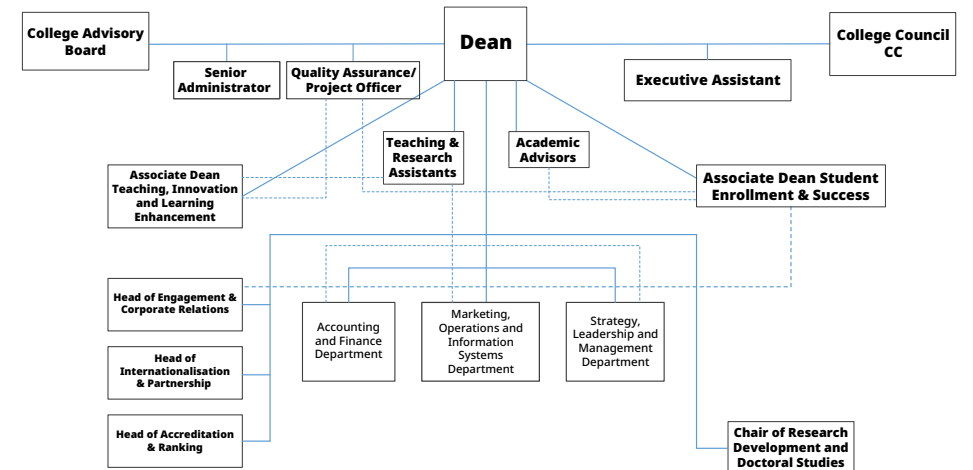 College Advisory
Board
Dean
College Council
CC
Senior
Administrator
Quality Assurance/
Project Officer
Executive Assistant
Teaching &
Research
Assistants
Academic
Advisors
Associate Dean
Teaching, Innovation
and Learning
Enhancement
Associate Dean Student
Enrollment & Success
Head of Engagement &
Corporate Relations
Accounting
and Finance
Department
Marketing,
Operations and
Information
Systems
Department
Strategy,
Leadership and
Management
Department
Head of
Internationalisation
& Partnership
Head of Accreditation
& Ranking
Chair of Research
Development and
Doctoral Studies